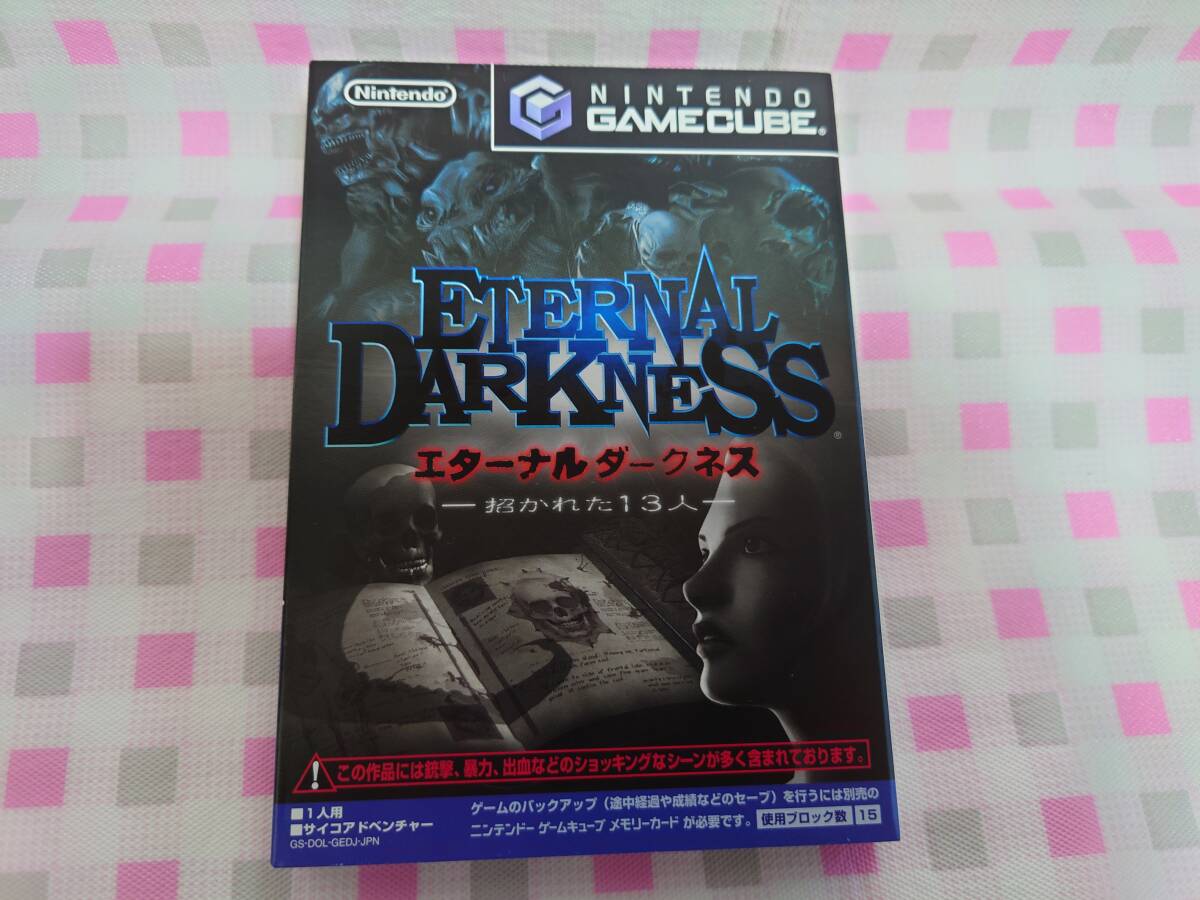 Nintendo
NINTENDO
GAMECUBE®
ETERNAL
DARKNESS®
エターナルダークネス
―招かれた13人―
この作品には銃撃、暴力、出血などのショッキングなシーンが多く含まれております。
■1人用
■サイコアドベンチャー
GS-DOL-GEDJ-JPN
ゲームのバックアップ（途中経過や成績などのセーブ）を行うには別売の
ニンテンドー ゲームキューブ メモリーカード が必要です。 使用ブロック数 15